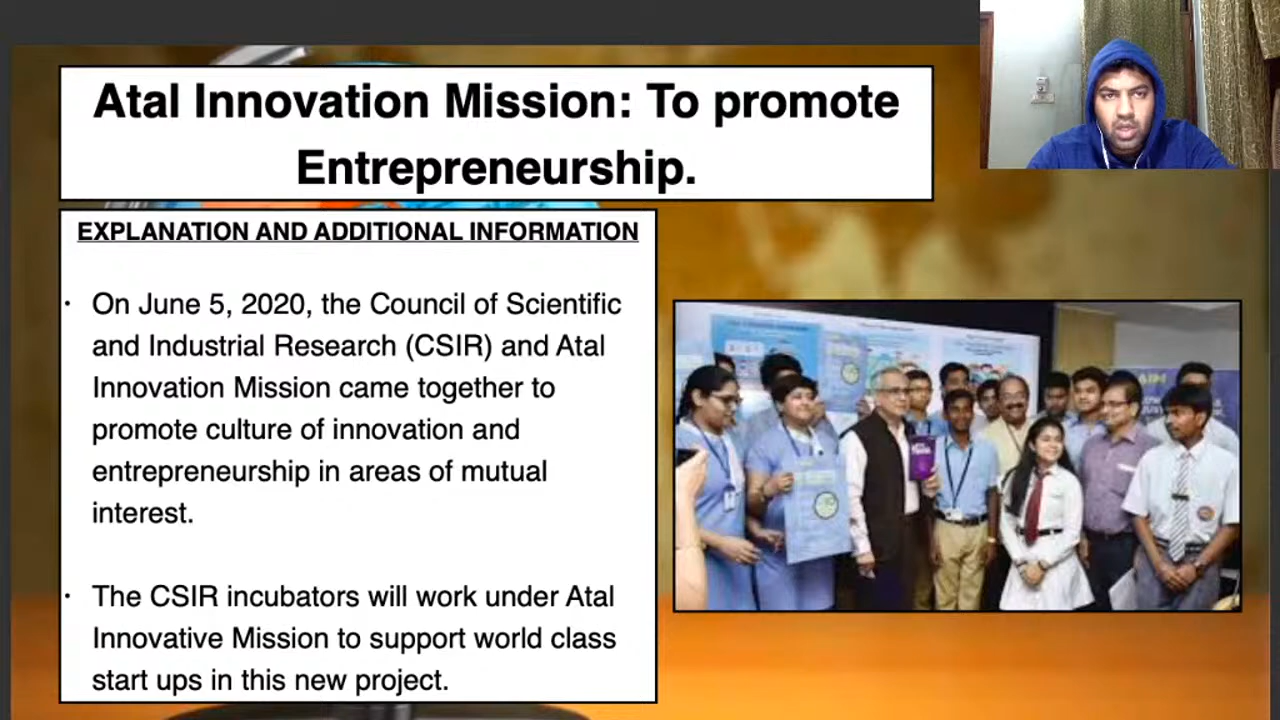 Atal Innovation Mission: To promote
Entrepreneurship.
EXPLANATION AND ADDITIONAL INFORMATION
· On June 5, 2020, the Council of Scientific
and Industrial Research (CSIR) and Atal
Innovation Mission came together to
promote culture of innovation and
entrepreneurship in areas of mutual
interest.
· The CSIR incubators will work under Atal
Innovative Mission to support world class
start ups in this new project.
AIM